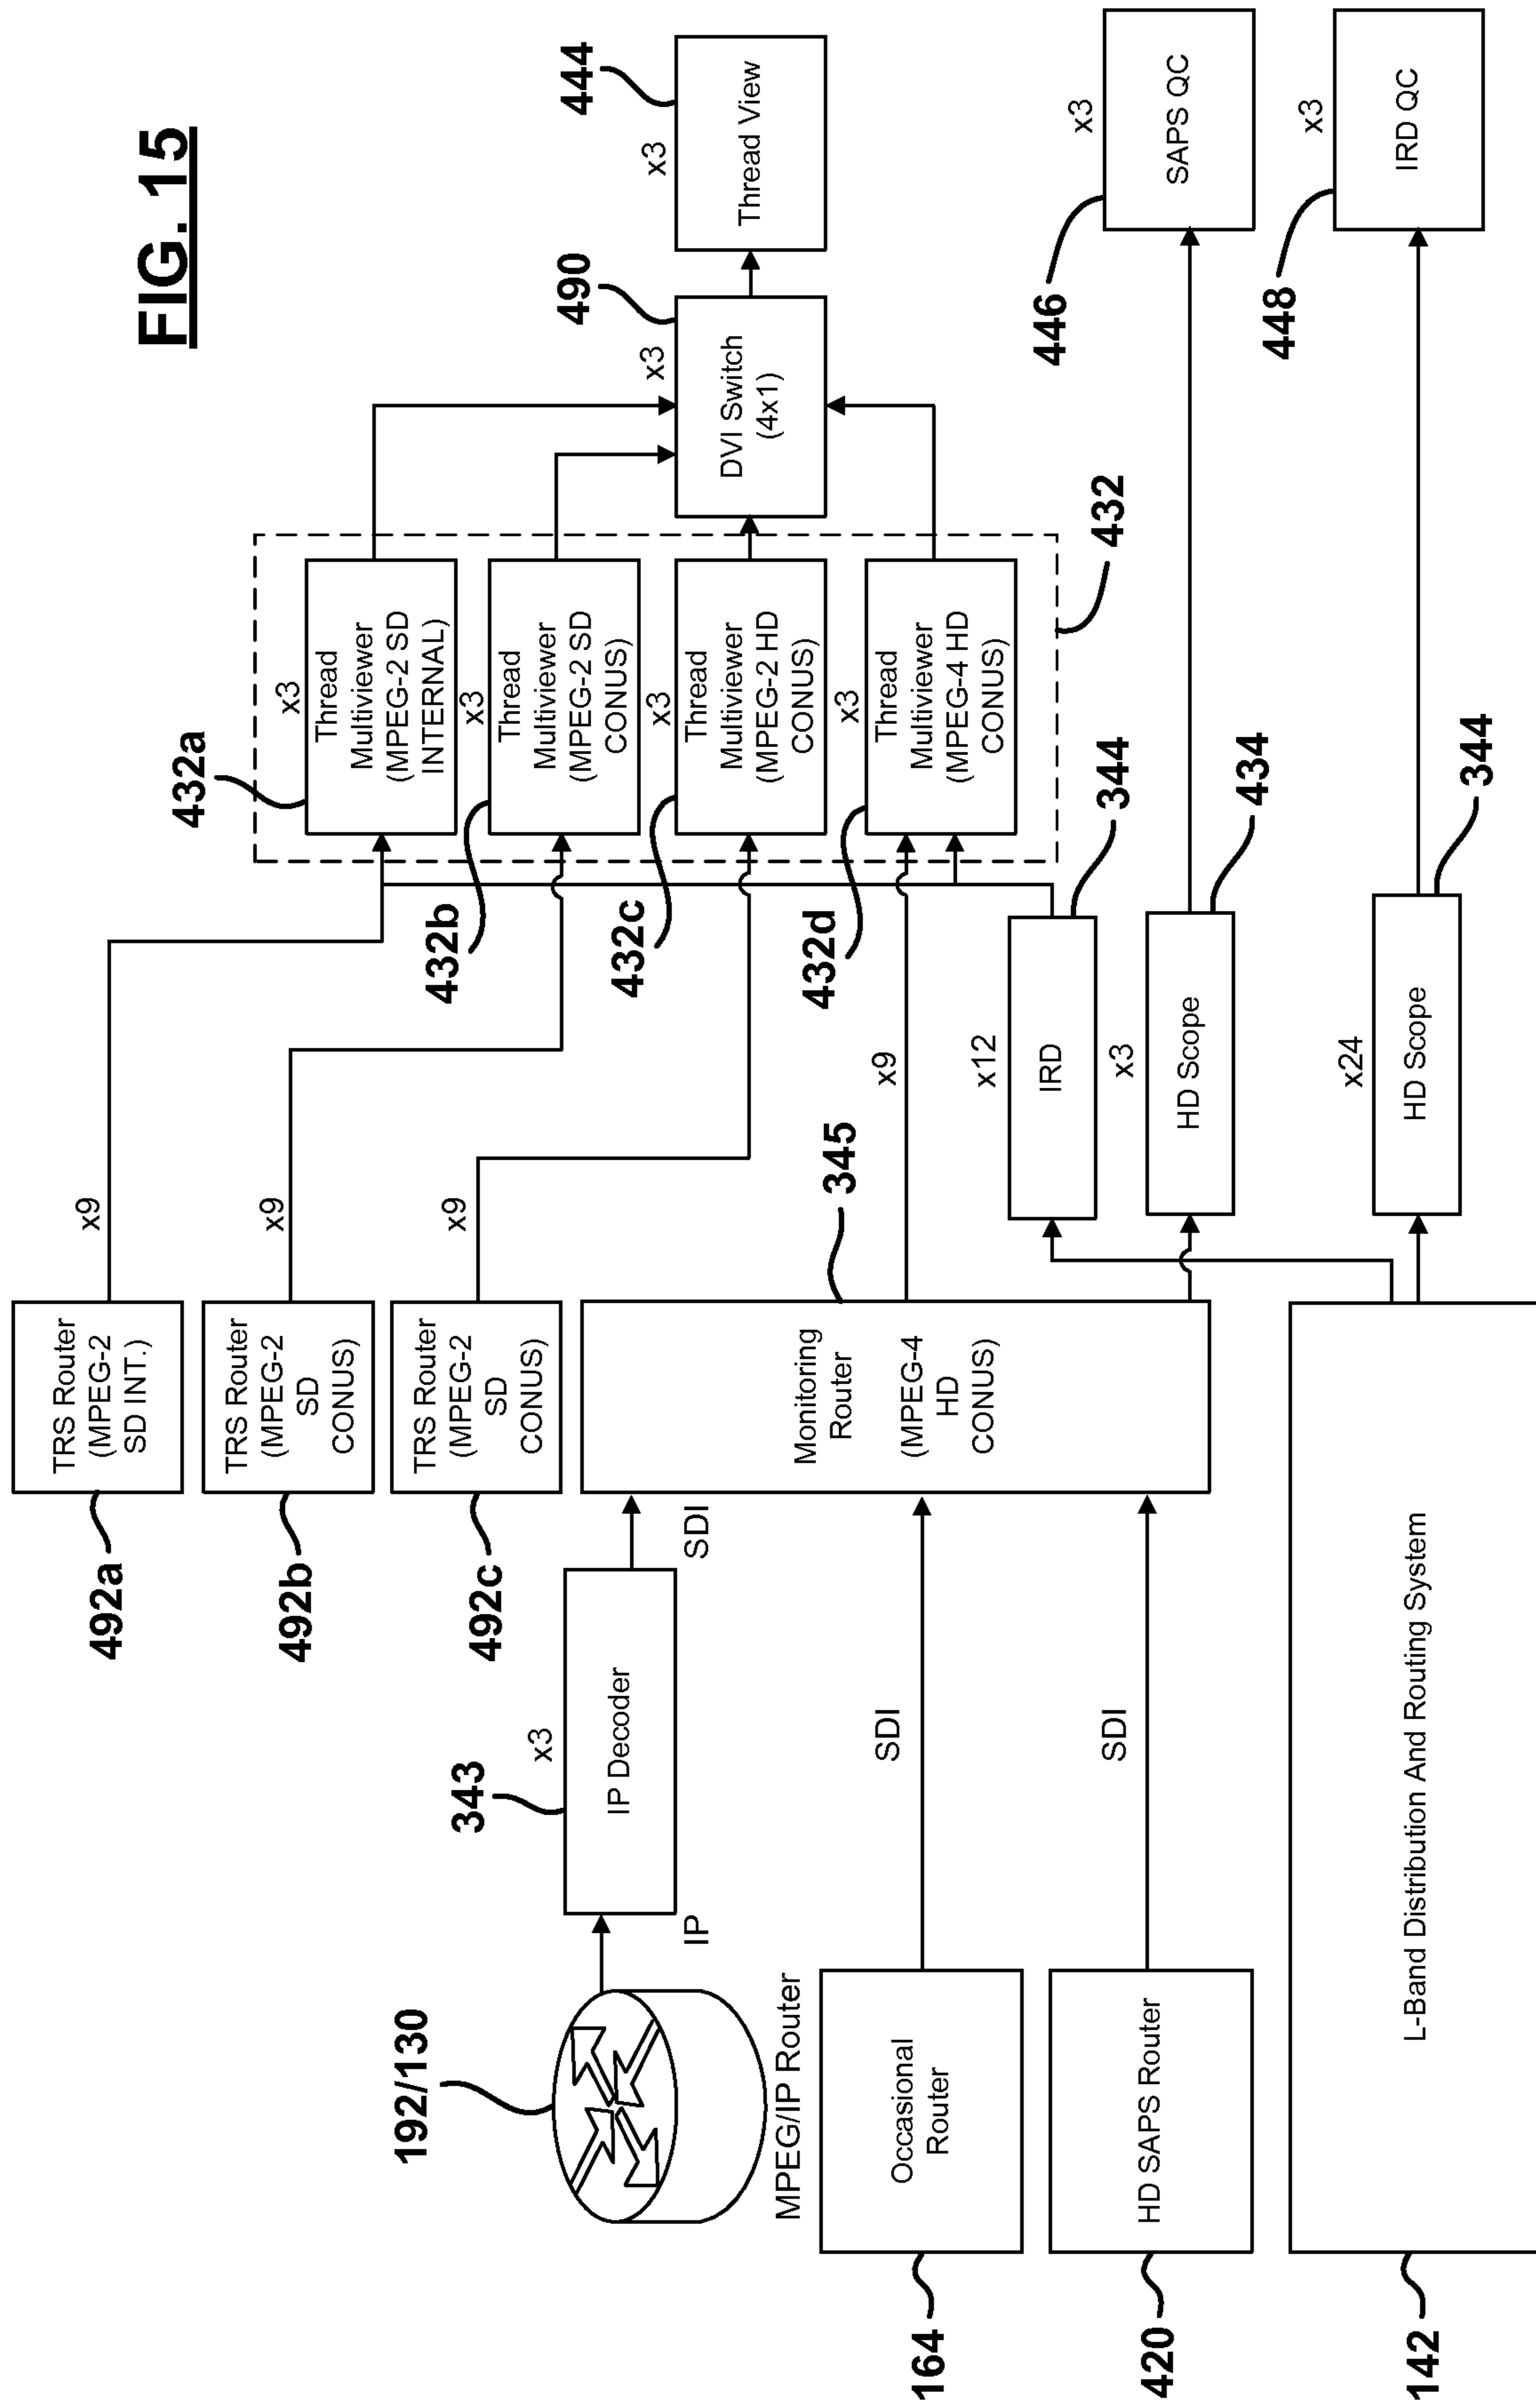 FIG. 15
492a
TRS Router
(MPEG-2
SD INT.)
x9
492b
TRS Router
(MPEG-2
SD
CONUS)
x9
492c
TRS Router
(MPEG-2
SD
CONUS)
x9
432a
x3
Thread
Multiviewer
(MPEG-2 SD
INTERNAL)
432b
x3
Thread
Multiviewer
(MPEG-2 SD
CONUS)
432c
x3
Thread
Multiviewer
(MPEG-2 HD
CONUS)
432d
x3
Thread
Multiviewer
(MPEG-4 HD
CONUS)
432
490
x3
DVI Switch
(4x1)
444
x3
Thread View
192/130
MPEG/IP Router
IP
343
x3
IP Decoder
SDI
345
Monitoring
Router
(MPEG-4
HD
CONUS)
x9
164
Occasional
Router
SDI
420
HD SAPS Router
SDI
x12
IRD
344
x3
HD Scope
434
446
x3
SAPS QC
142
L-Band Distribution And Routing System
x24
HD Scope
344
448
x3
IRD QC